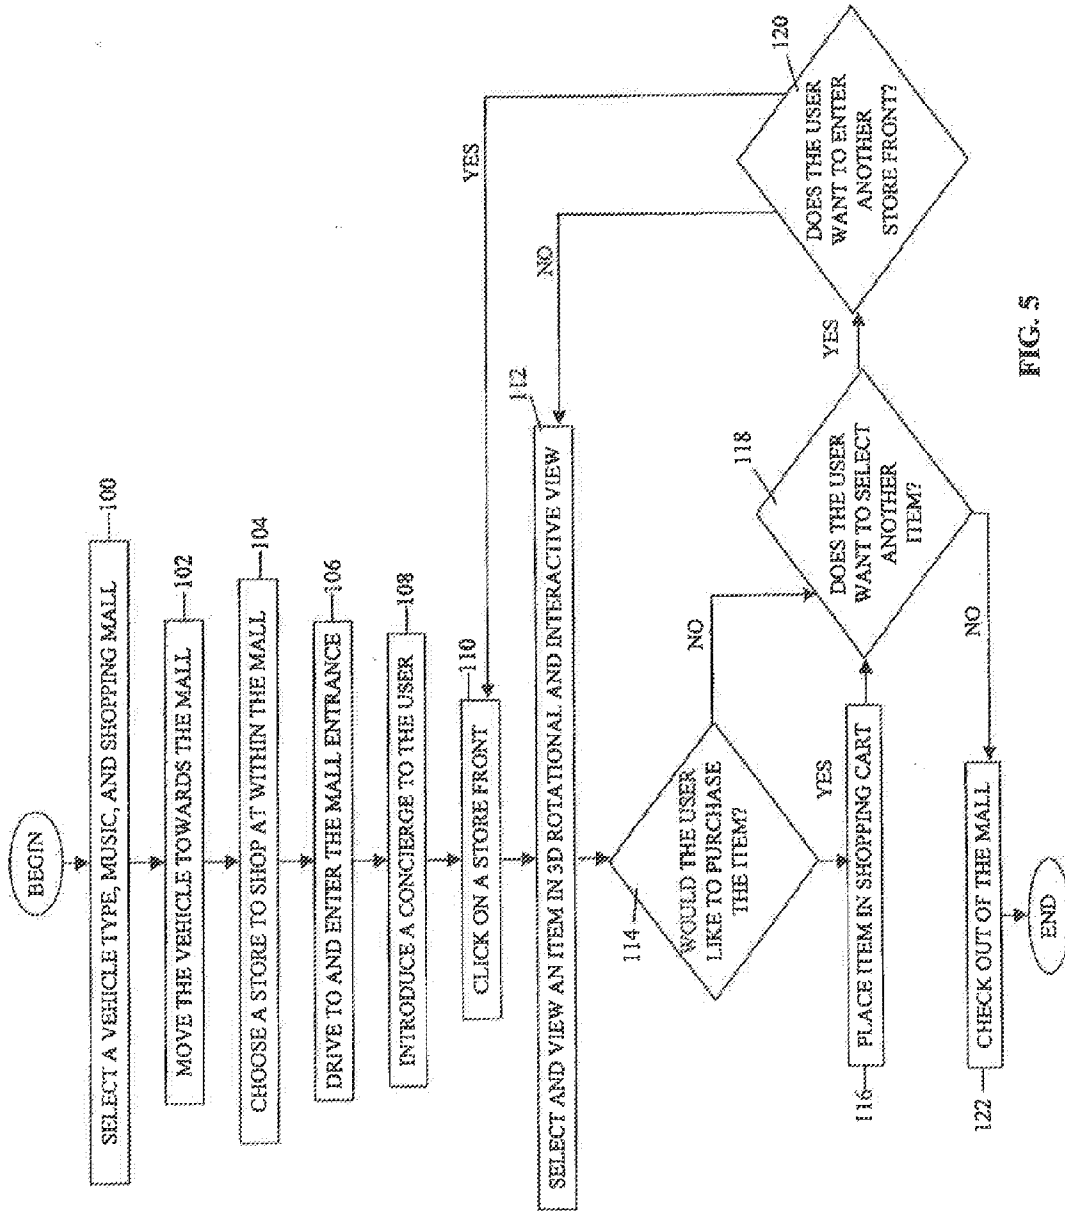 BEGIN
SELECT A VEHICLE TYPE, MUSIC, AND SHOPPING MALL
100
MOVE THE VEHICLE TOWARDS THE MALL
102
CHOOSE A STORE TO SHOP AT WITHIN THE MALL
104
DRIVE TO AND ENTER THE MALL ENTRANCE
106
INTRODUCE A CONCIERGE TO THE USER
108
CLICK ON A STORE FRONT
110
YES
SELECT AND VIEW AN ITEM IN 3D ROTATIONAL AND INTERACTIVE VIEW
112
NO
114
WOULD THE USER
LIKE TO PURCHASE
THE ITEM?
NO
YES
116
PLACE ITEM IN SHOPPING CART
118
DOES THE USER
WANT TO SELECT
ANOTHER
ITEM?
YES
NO
120
DOES THE USER
WANT TO ENTER
ANOTHER
STORE FRONT?
122
CHECK OUT OF THE MALL
END
FIG. 5